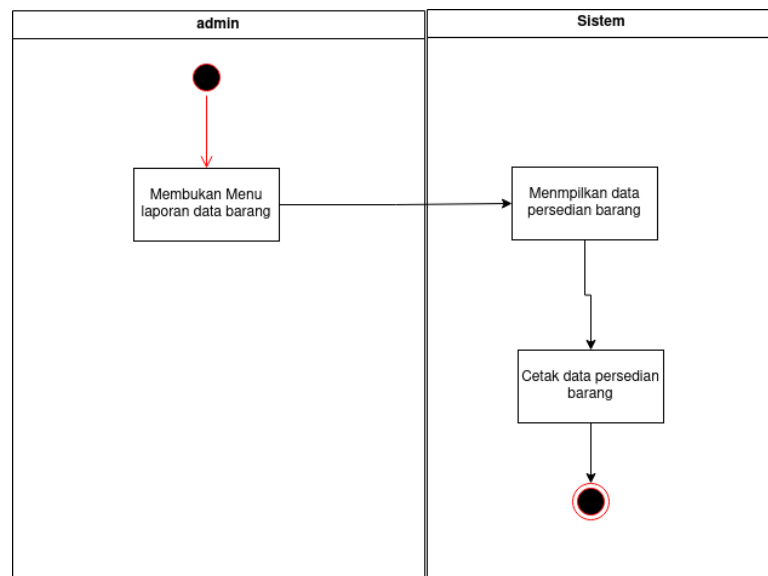 admin
Sistem
Membukan Menu
laporan data barang
Menmpilkan data
persedian barang
Cetak data persedian
barang